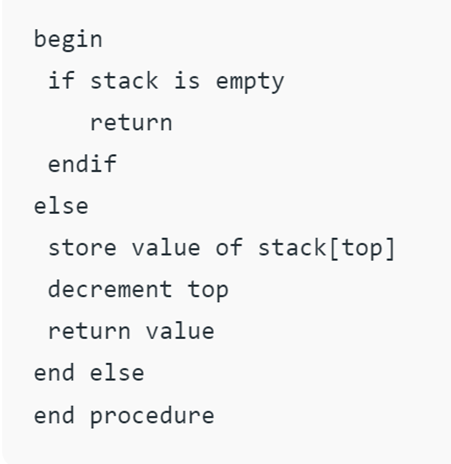 begin
if stack is empty
return
endif
else
store value of stack[top]
decrement top
return value
end else
end procedure